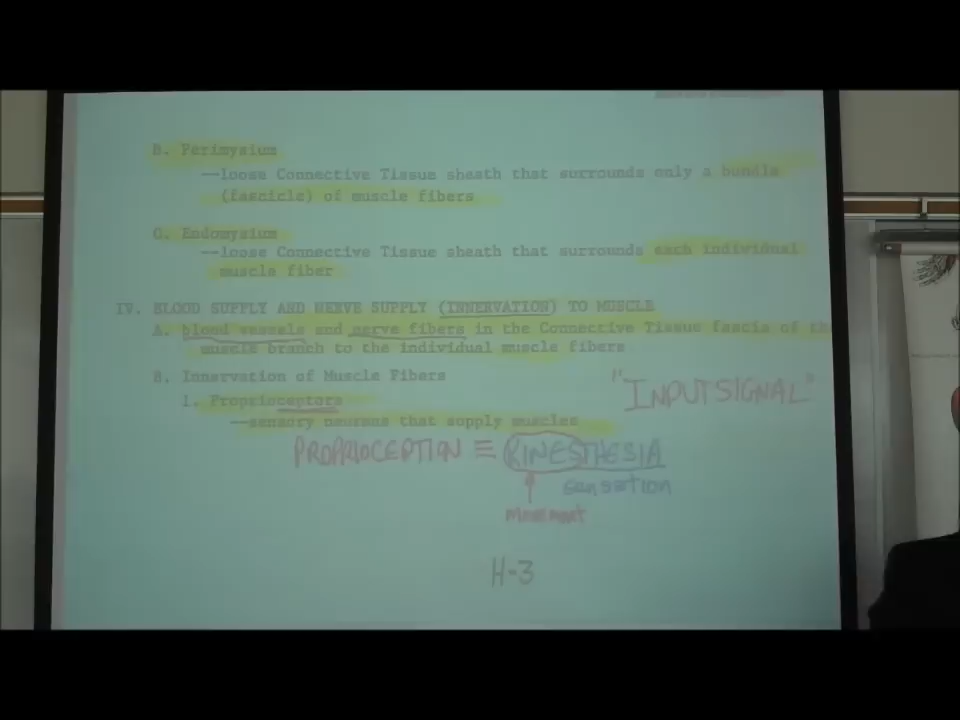 B. Perimysium
--loose Connective Tissue sheath that surrounds only a bundle
(fascicle) of muscle fibers
C. Endomysium
--loose Connective Tissue sheath that surrounds each individual
muscle fiber
IV. BLOOD SUPPLY AND NERVE SUPPLY (INNERVATION) TO MUSCLE
A. blood vessels and nerve fibers in the Connective Tissue fascia of th
muscle branch to the individual muscle fibers
B. Innervation of Muscle Fibers
"INPUT SIGNAL"
1. Proprioceptors
--sensory neurons that supply muscles
PROPRIOCEPTION ≡ KINESTHESIA
sensation
movement
H-3